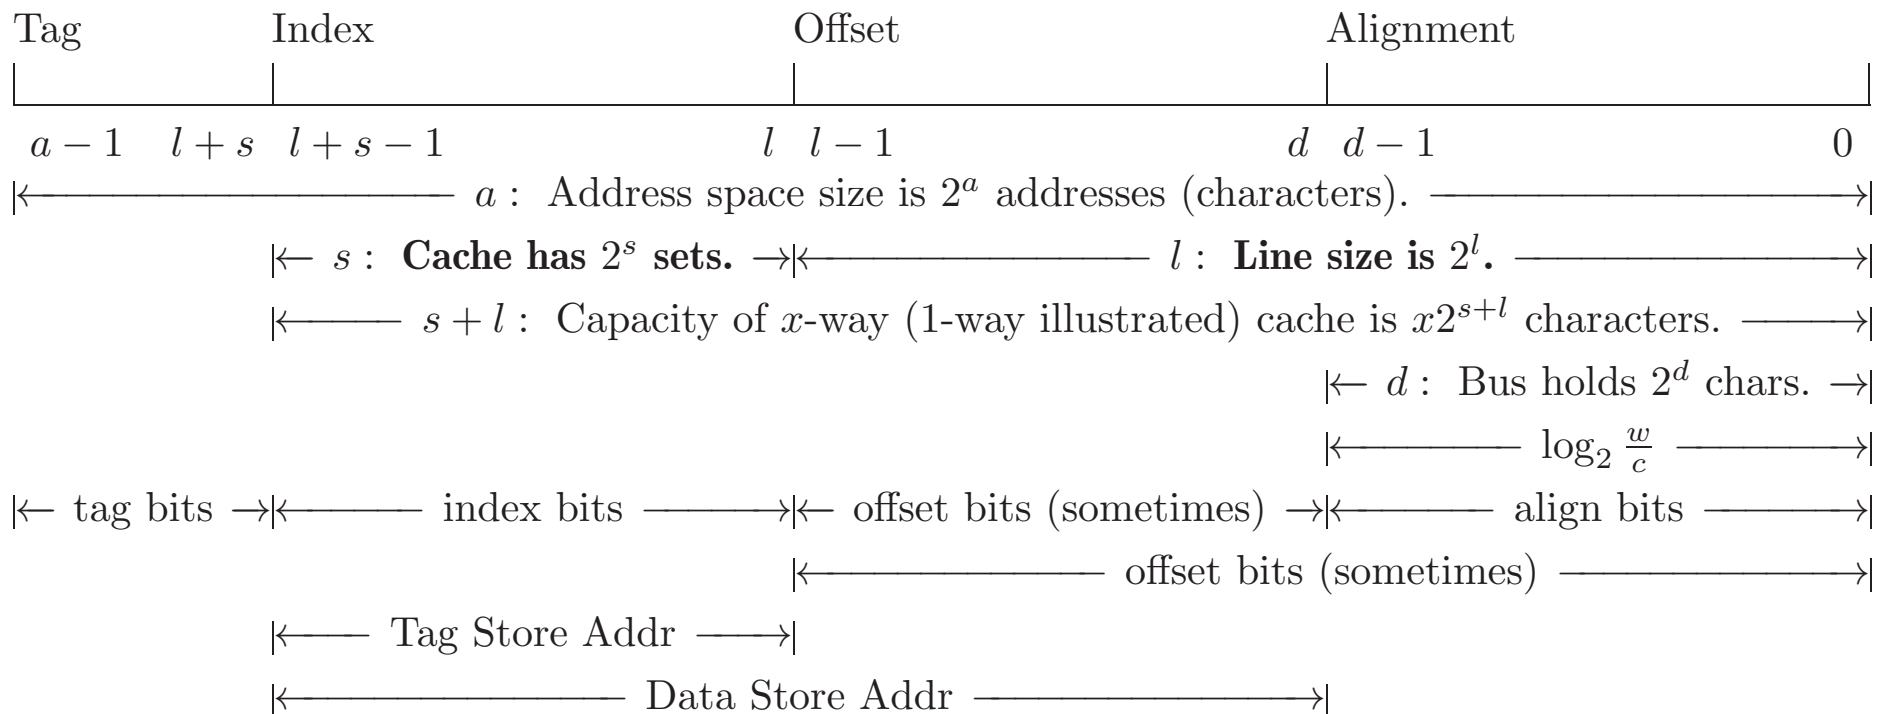 Tag Index Offset Alignment
a − 1 l + s l + s − 1 l l − 1 d d − 1 0
a : Address space size is 2^a addresses (characters).
s : Cache has 2^s sets. l : Line size is 2^l.
s + l : Capacity of x-way (1-way illustrated) cache is x2^{s+l} characters.
d : Bus holds 2^d chars.
log_2 w/c
tag bits index bits offset bits (sometimes) align bits
offset bits (sometimes)
Tag Store Addr
Data Store Addr